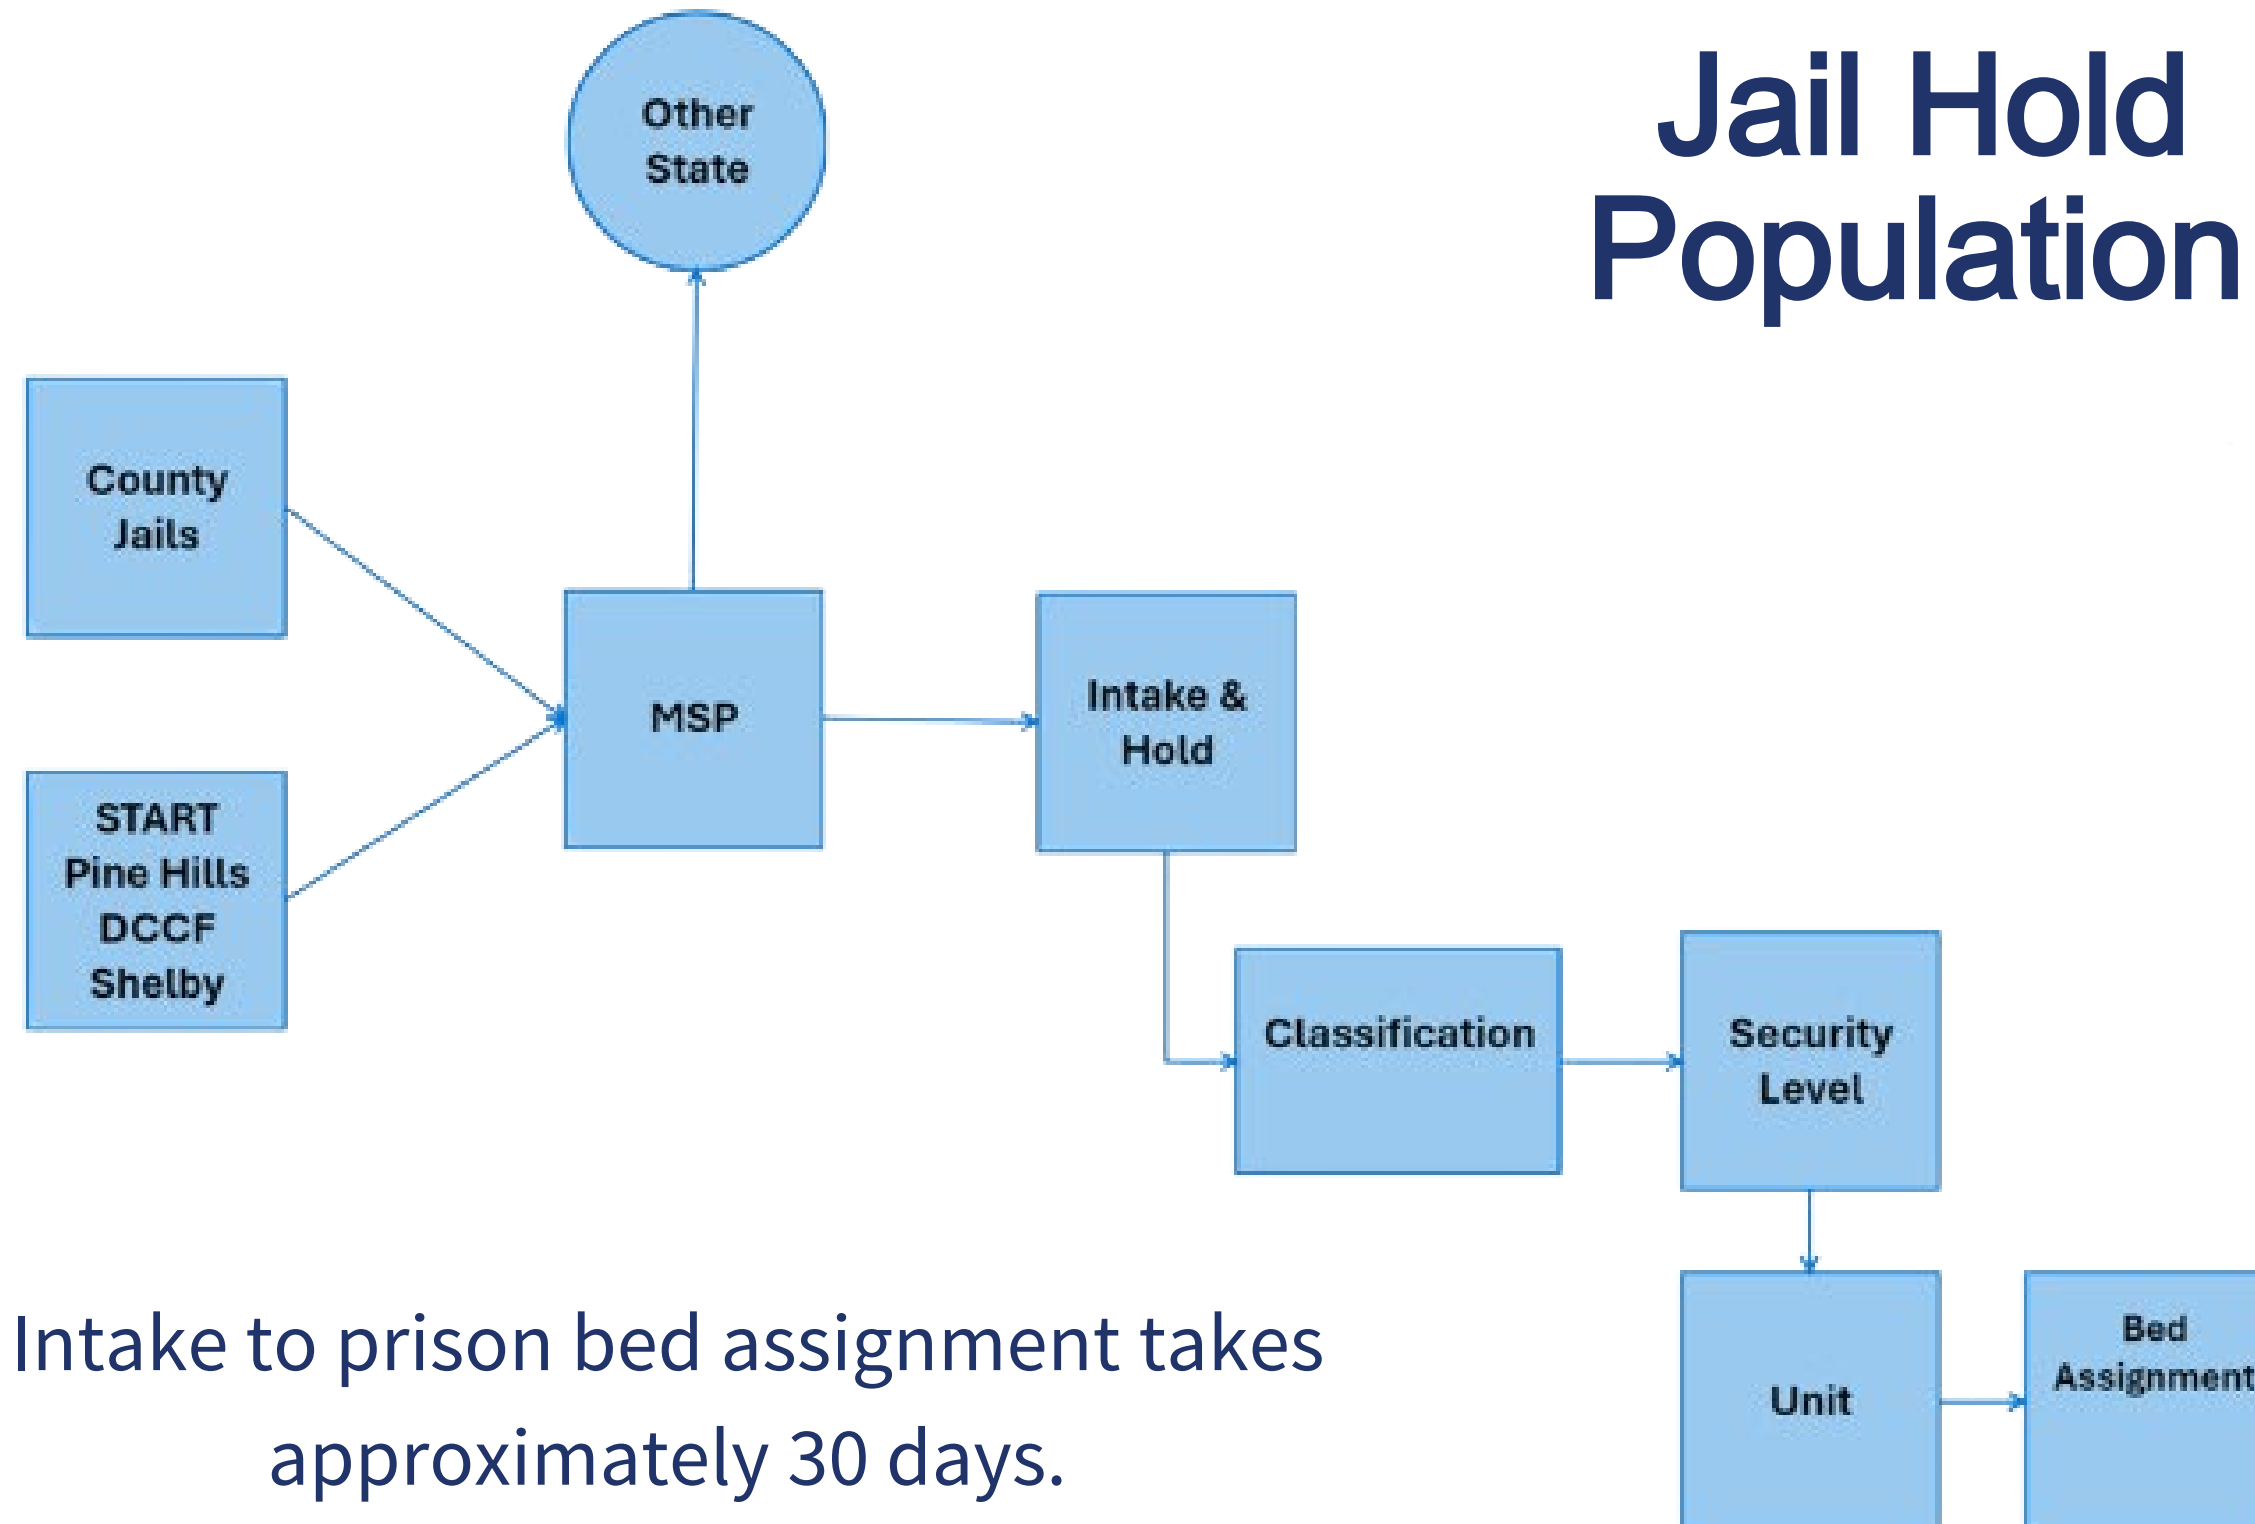 Jail Hold
Population
Other
State
County
Jails
START
Pine Hills
DCCF
Shelby
MSP
Intake &
Hold
Classification
Security
Level
Unit
Bed
Assignment
Intake to prison bed assignment takes
approximately 30 days.